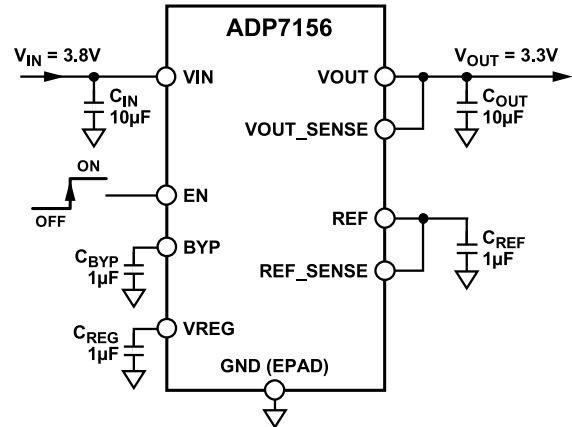 ADP7156
VIN = 3.8V
VOUT = 3.3V
VIN
VOUT
CIN
10µF
COUT
10µF
VOUT_SENSE
ON
OFF
EN
REF
BYP
CBYP
1µF
CREF
1µF
REF_SENSE
VREG
CREG
1µF
GND (EPAD)